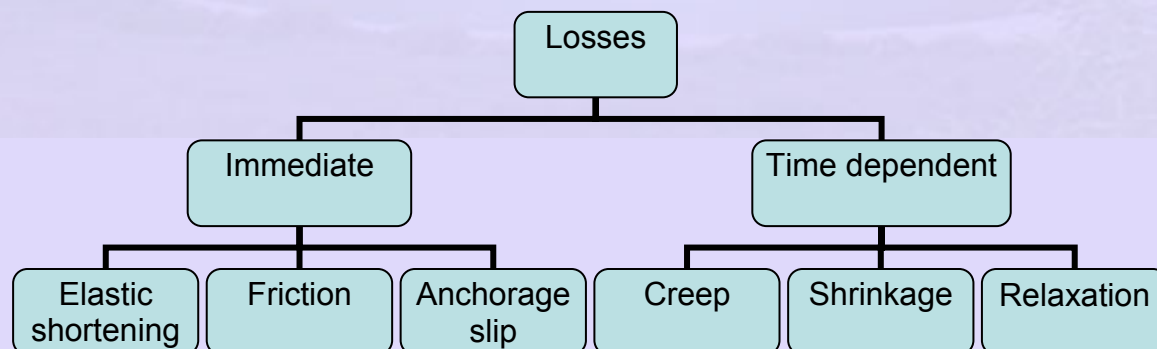 Losses
Immediate
Time dependent
Elastic
shortening
Friction
Anchorage
slip
Creep
Shrinkage
Relaxation